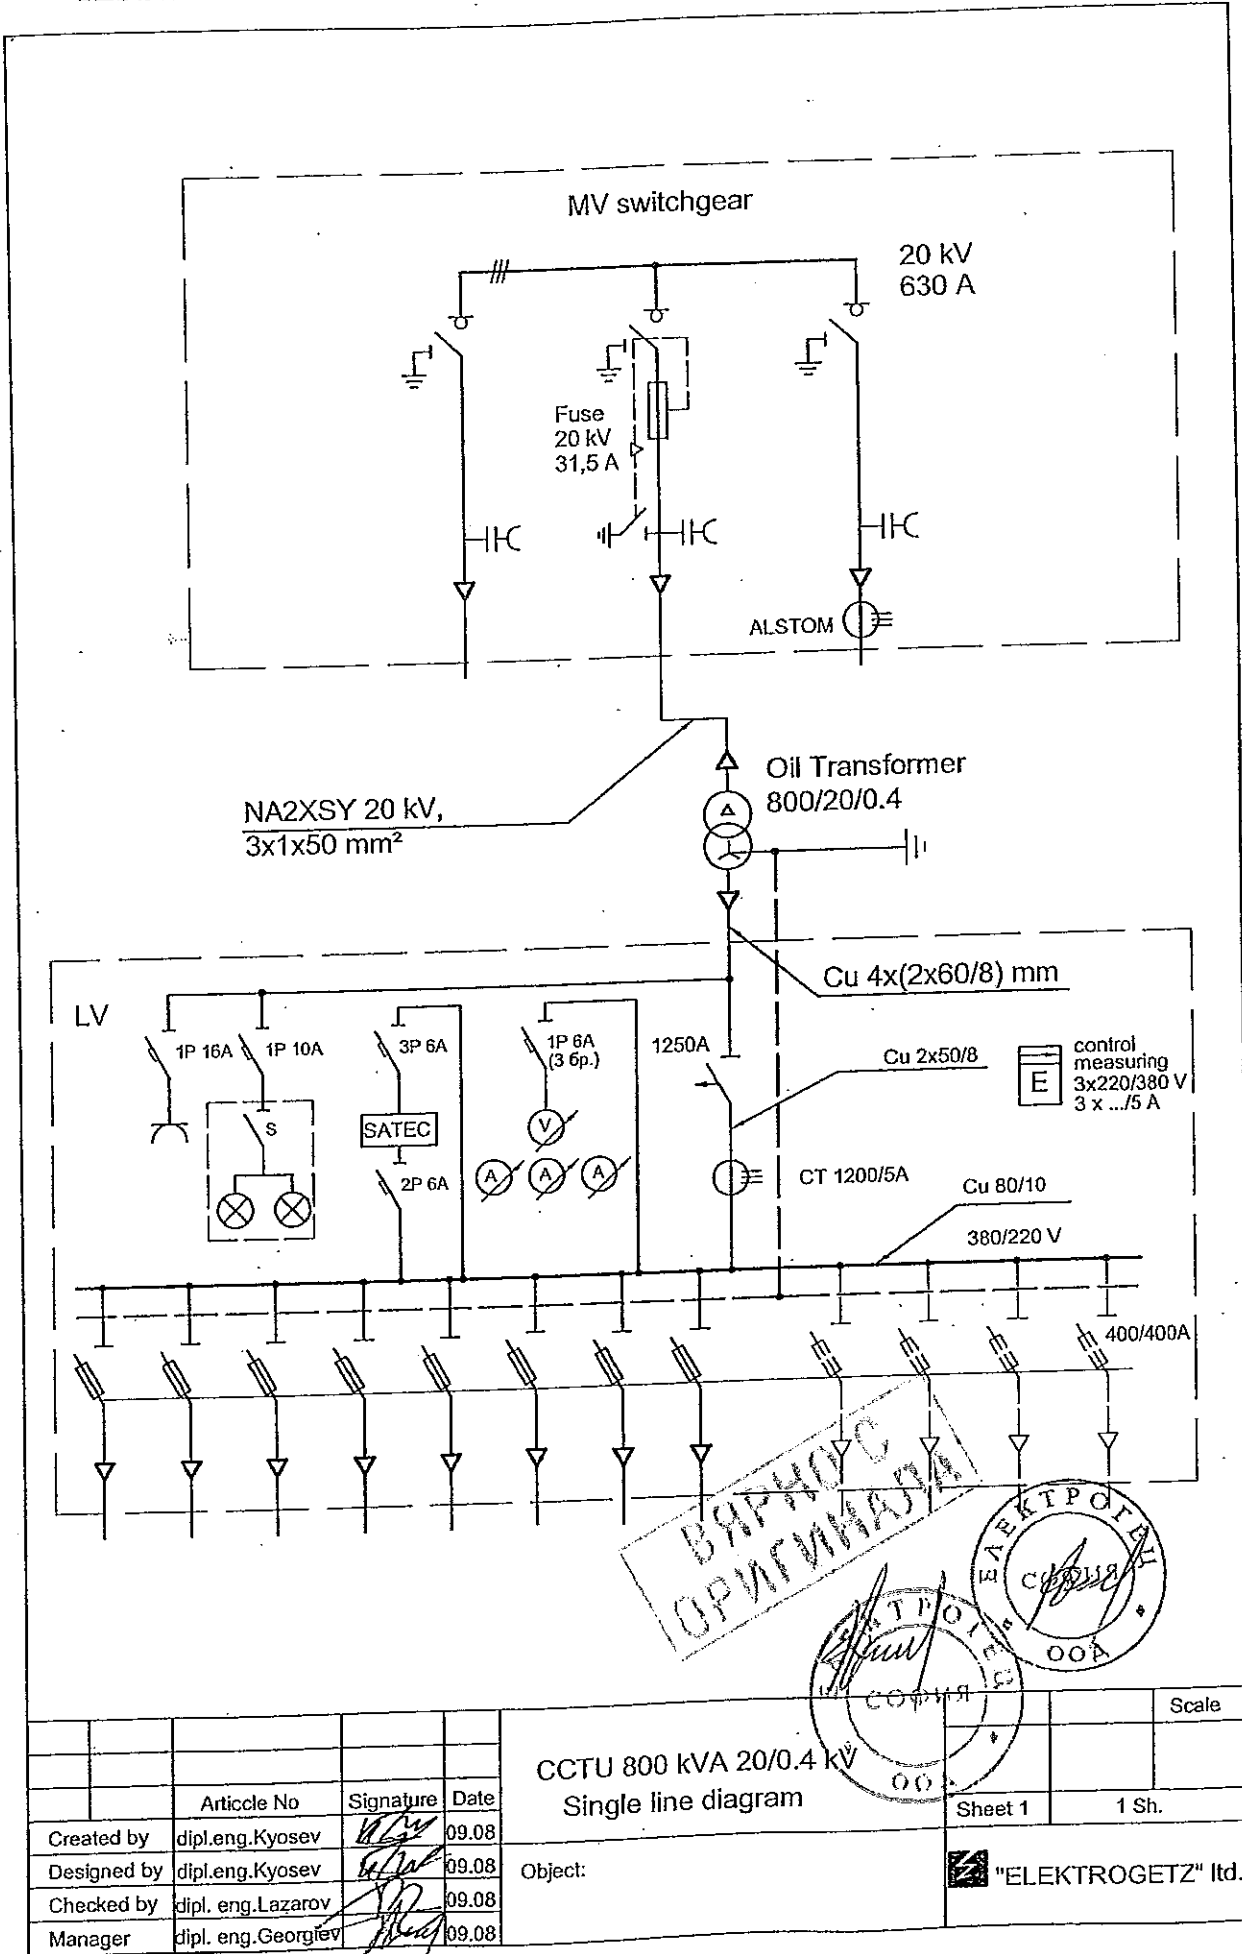 MV switchgear
20 kV
630 A
Fuse
20 kV
31,5 A
ALSTOM
Oil Transformer
800/20/0.4
NA2XSY 20 kV,
3x1x50 mm²
Cu 4x(2x60/8) mm
LV
1P 16A
1P 10A
3P 6A
1P 6A
(3 бр.)
1250A
Cu 2x50/8
control
measuring
E
3x220/380 V
3 x .../5 A
S
SATEC
V
A
A
A
2P 6A
CT 1200/5A
Cu 80/10
380/220 V
400/400A
ВЯРНО С
ОРИГИНАЛА
ЕЛЕКТРОГЕЦ
СОФИЯ
ООД
ЕЛЕКТРОГЕЦ
СОФИЯ
ООД
Scale
CCTU 800 kVA 20/0.4 kV
Single line diagram
Articcle No Signature Date
Sheet 1 1 Sh.
Created by dipl.eng.Kyosev 09.08
Designed by dipl.eng.Kyosev 09.08
Object:
"ELEKTROGETZ" ltd.
Checked by dipl. eng.Lazarov 09.08
Manager dipl. eng.Georgiev 09.08